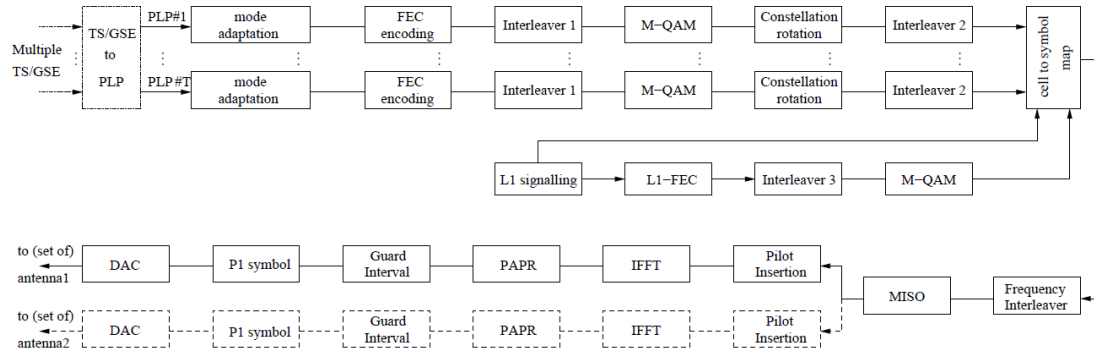 Multiple
TS/GSE
TS/GSE
to
PLP
PLP#1
mode
adaptation
FEC
encoding
Interleaver 1
M−QAM
Constellation
rotation
Interleaver 2
PLP#T
mode
adaptation
FEC
encoding
Interleaver 1
M−QAM
Constellation
rotation
Interleaver 2
cell to symbol
map
L1 signalling
L1−FEC
Interleaver 3
M−QAM
to (set of)
antenna1
DAC
P1 symbol
Guard
Interval
PAPR
IFFT
Pilot
Insertion
MISO
Frequency
Interleaver
to (set of)
antenna2
DAC
P1 symbol
Guard
Interval
PAPR
IFFT
Pilot
Insertion